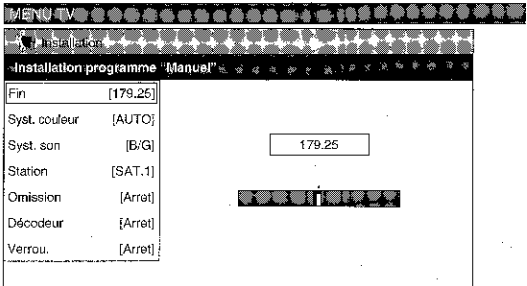 MENU TV
Installation
Installation programme "Manuel"
Fin [179.25]
Syst. couleur [AUTO]
Syst. son [B/G]
179.25
Station [SAT.1]
Omission [Arret]
Décodeur [Arret]
Verrou. [Arret]